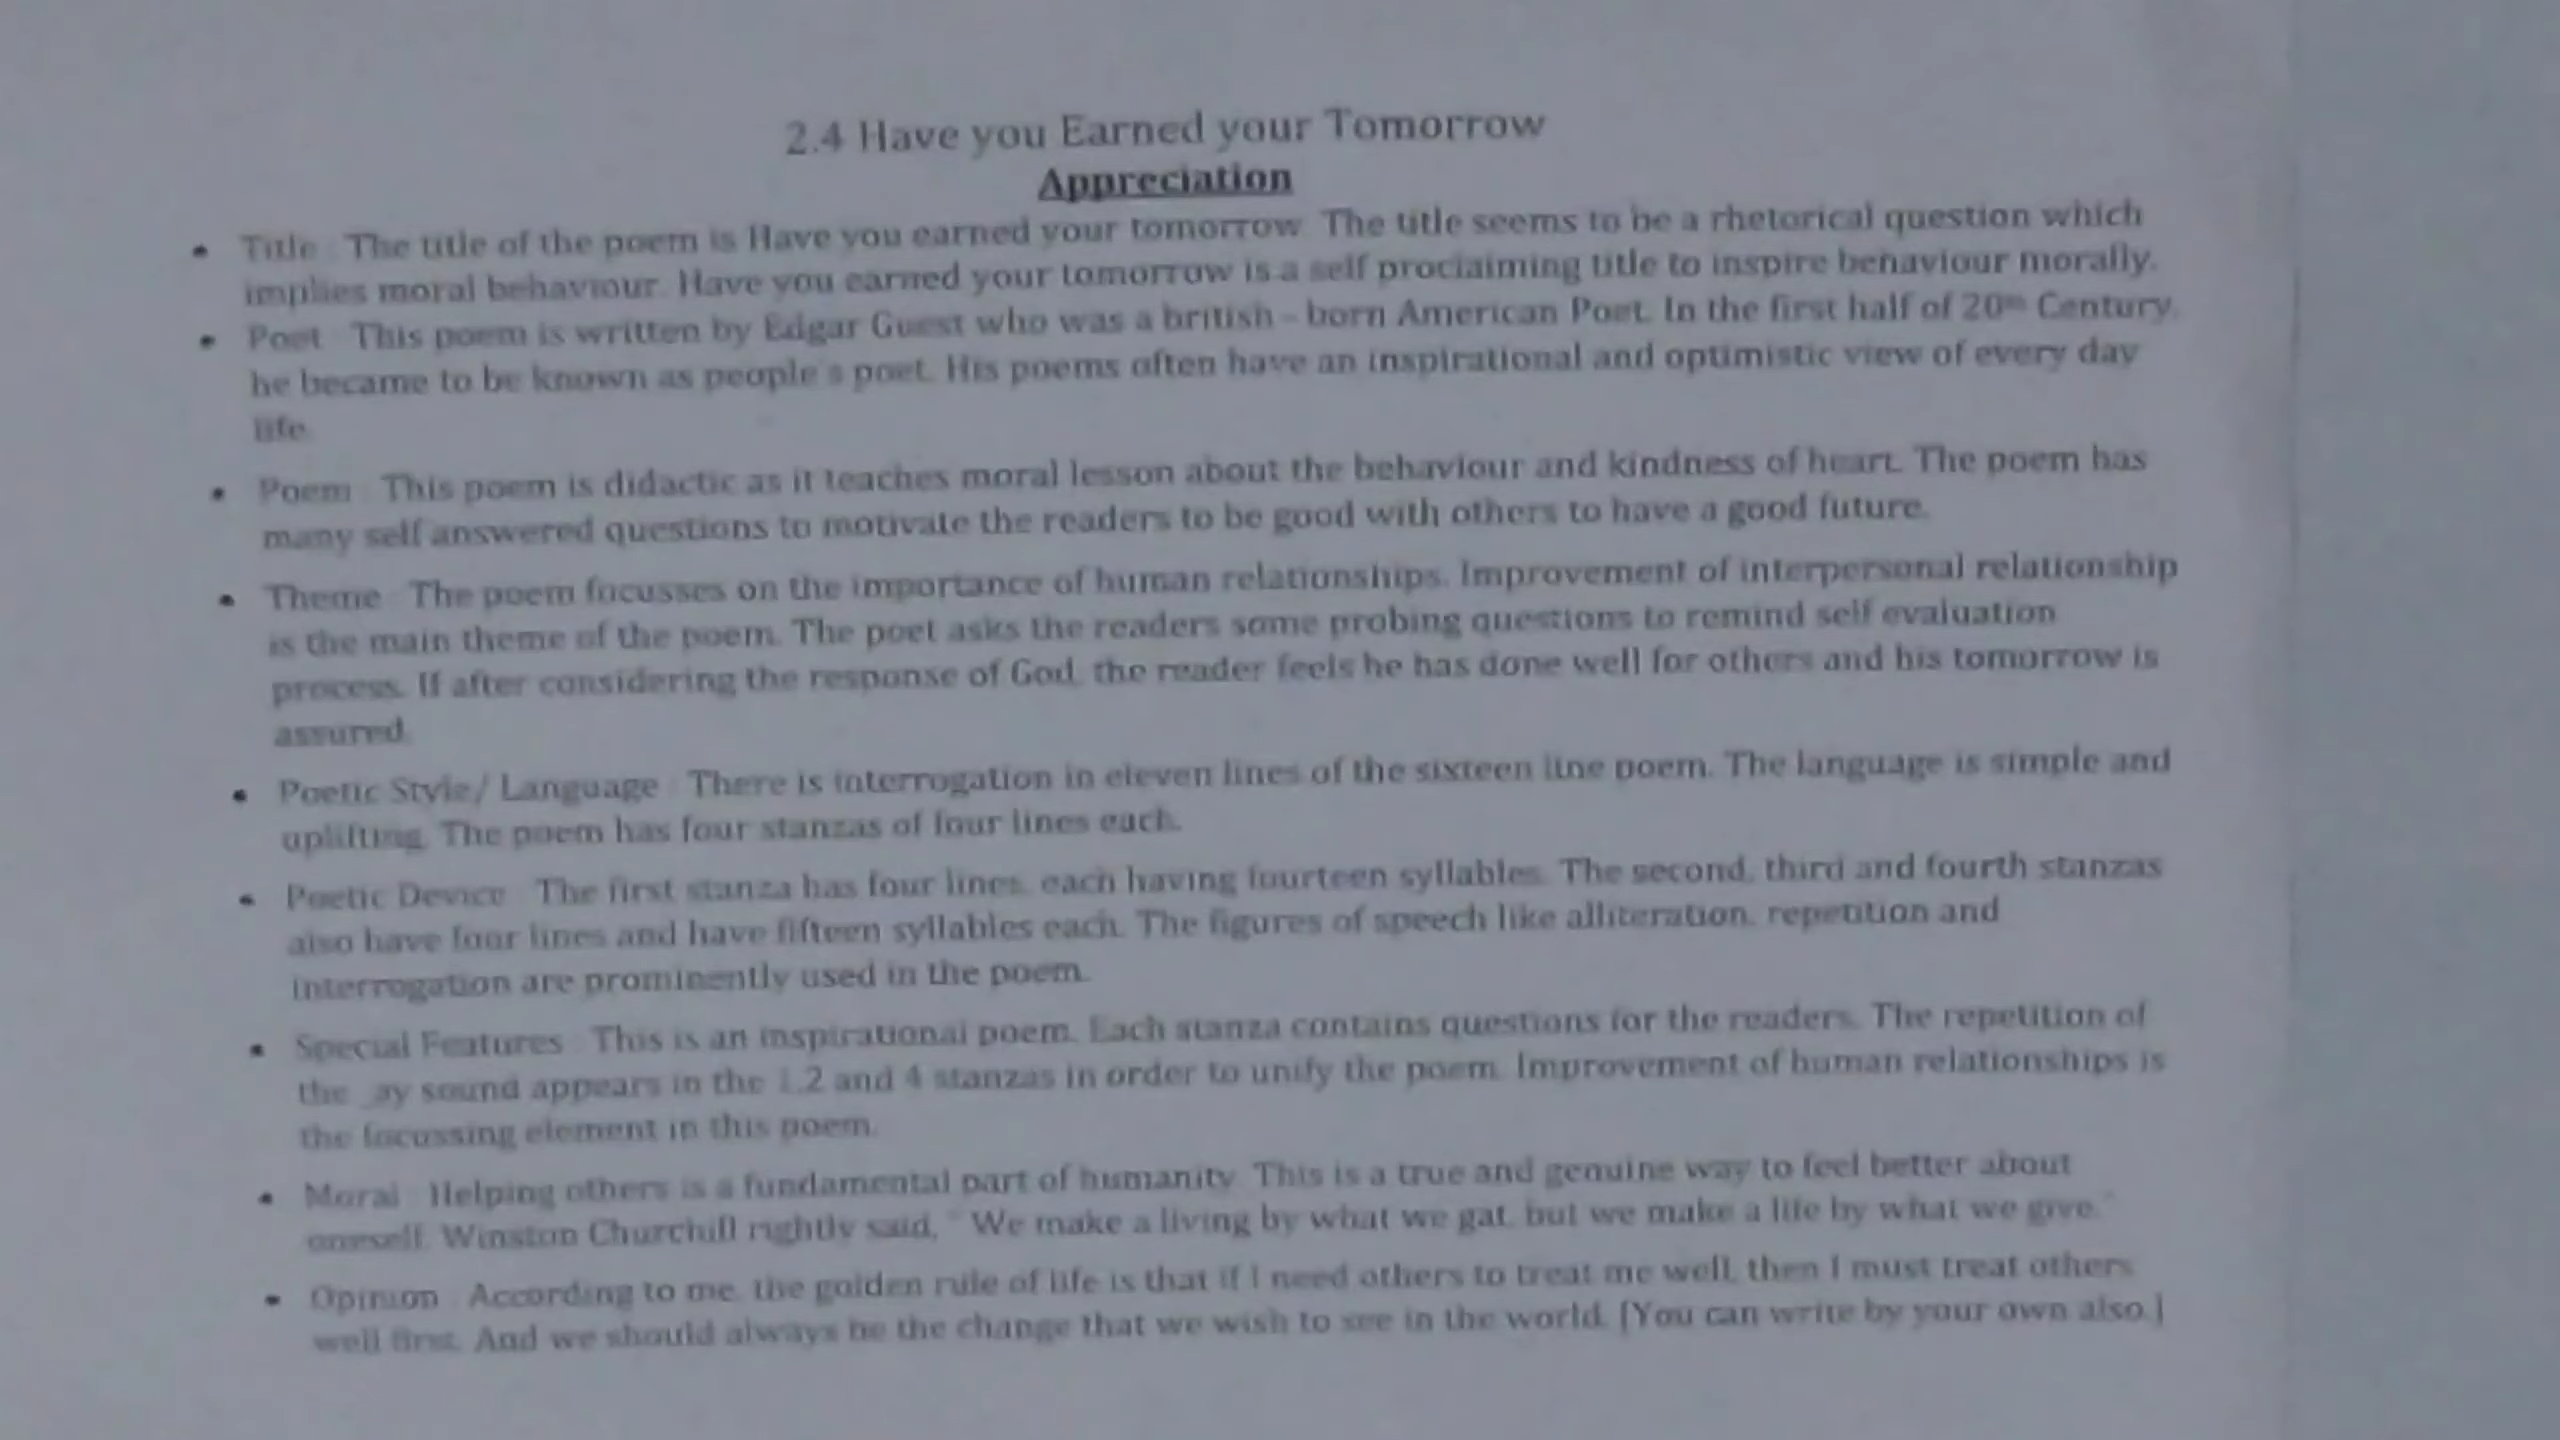 2.4 Have you Earned your Tomorrow
Appreciation
• Title : The title of the poem is Have you earned your tomorrow. The title seems to be a rhetorical question which
implies moral behaviour. Have you earned your tomorrow is a self proclaiming title to inspire behaviour morally.
• Poet : This poem is written by Edgar Guest who was a british - born American Poet. In the first half of 20th Century,
he became to be known as people's poet. His poems often have an inspirational and optimistic view of every day
life.
• Poem : This poem is didactic as it teaches moral lesson about the behaviour and kindness of heart. The poem has
many self answered questions to motivate the readers to be good with others to have a good future.
• Theme : The poem focusses on the importance of human relationships. Improvement of interpersonal relationship
is the main theme of the poem. The poet asks the readers some probing questions to remind self evaluation
process. If after considering the response of God, the reader feels he has done well for others and his tomorrow is
assured.
• Poetic Style/ Language : There is interrogation in eleven lines of the sixteen line poem. The language is simple and
uplifting. The poem has four stanzas of four lines each.
• Poetic Device : The first stanza has four lines, each having fourteen syllables. The second, third and fourth stanzas
also have four lines and have fifteen syllables each. The figures of speech like alliteration, repetition and
interrogation are prominently used in the poem.
• Special Features : This is an inspirational poem. Each stanza contains questions for the readers. The repetition of
the _ay sound appears in the 1,2 and 4 stanzas in order to unify the poem. Improvement of human relationships is
the focussing element in this poem.
• Moral : Helping others is a fundamental part of humanity. This is a true and genuine way to feel better about
oneself. Winston Churchill rightly said, " We make a living by what we gat, but we make a life by what we give."
• Opinion : According to me, the golden rule of life is that if I need others to treat me well, then I must treat others
well first. And we should always be the change that we wish to see in the world. [You can write by your own also.]